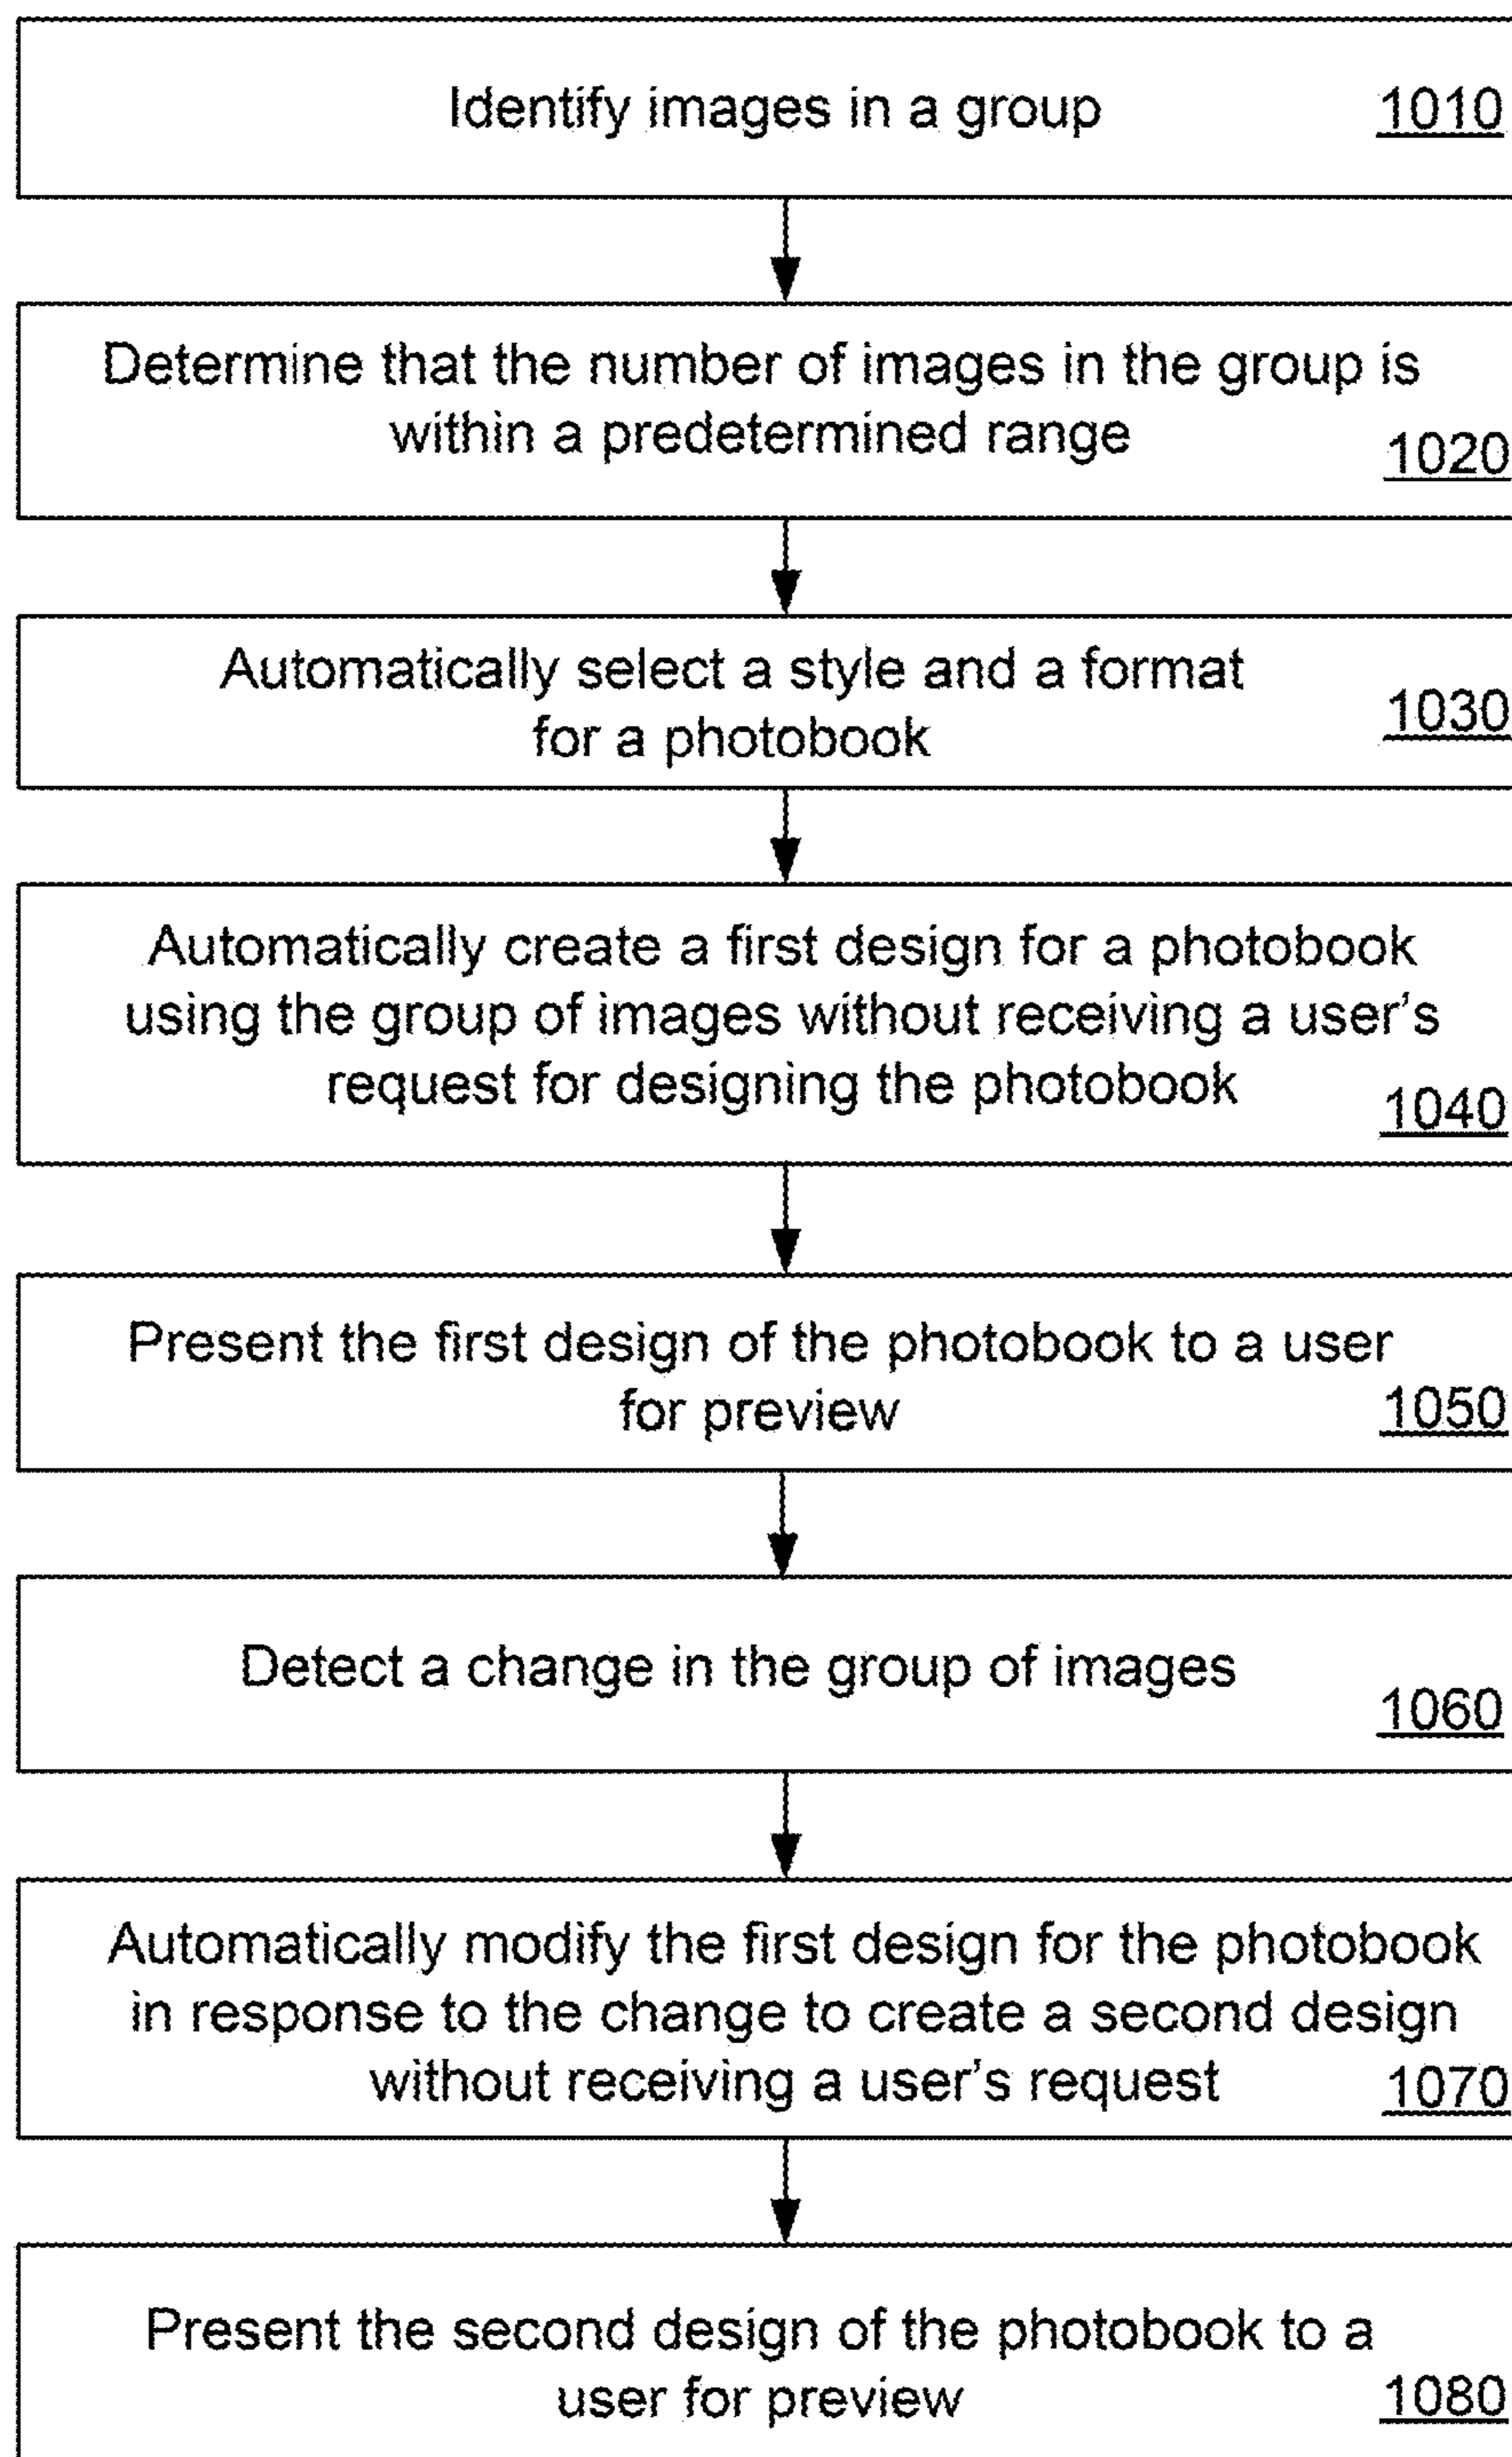 Identify images in a group 1010
Determine that the number of images in the group is
within a predetermined range 1020
Automatically select a style and a format
for a photobook 1030
Automatically create a first design for a photobook
using the group of images without receiving a user's
request for designing the photobook 1040
Present the first design of the photobook to a user
for preview 1050
Detect a change in the group of images 1060
Automatically modify the first design for the photobook
in response to the change to create a second design
without receiving a user's request 1070
Present the second design of the photobook to a
user for preview 1080